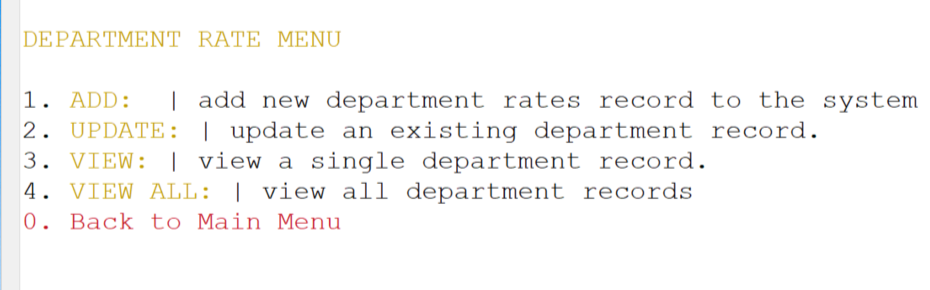 DEPARTMENT RATE MENU
1. ADD:  | add new department rates record to the system
2. UPDATE: | update an existing department record.
3. VIEW: | view a single department record.
4. VIEW ALL: | view all department records
0. Back to Main Menu